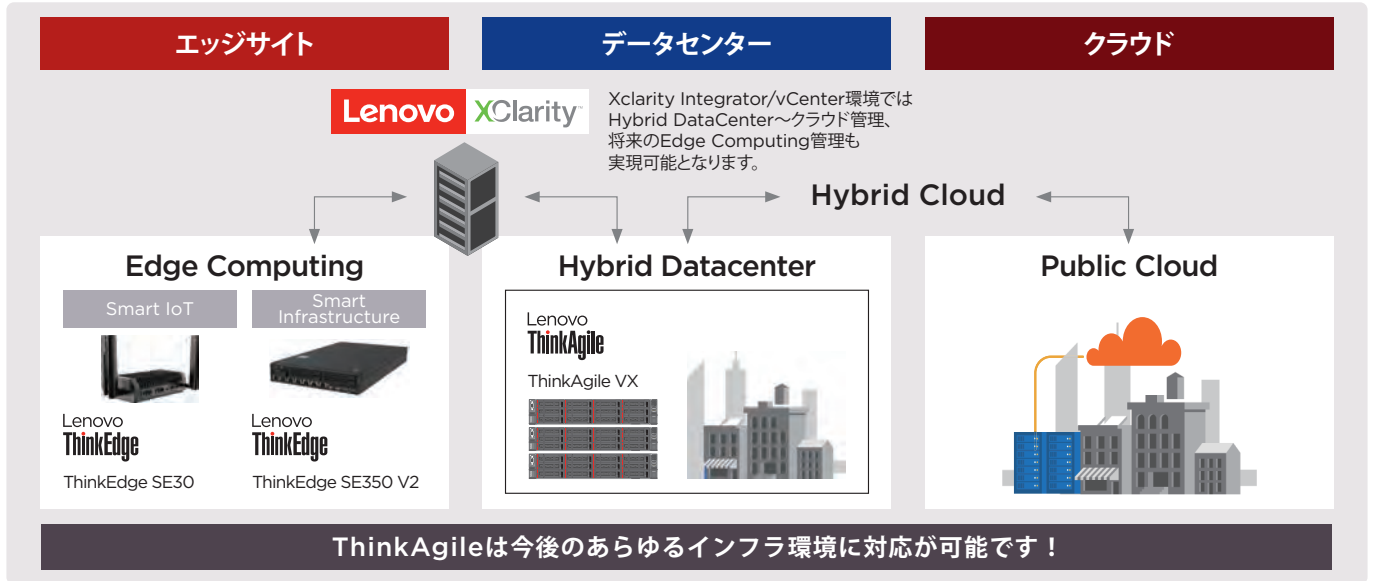 エッジサイト
データセンター
クラウド
Lenovo XClarity™
Xclarity Integrator/vCenter環境では
Hybrid DataCenter～クラウド管理、
将来のEdge Computing管理も
実現可能となります。
Hybrid Cloud
Edge Computing
Smart IoT
Smart
Infrastructure
Lenovo
ThinkEdge
ThinkEdge SE30
Lenovo
ThinkEdge
ThinkEdge SE350 V2
Hybrid Datacenter
Lenovo
ThinkAgile
ThinkAgile VX
Public Cloud
ThinkAgileは今後のあらゆるインフラ環境に対応が可能です！